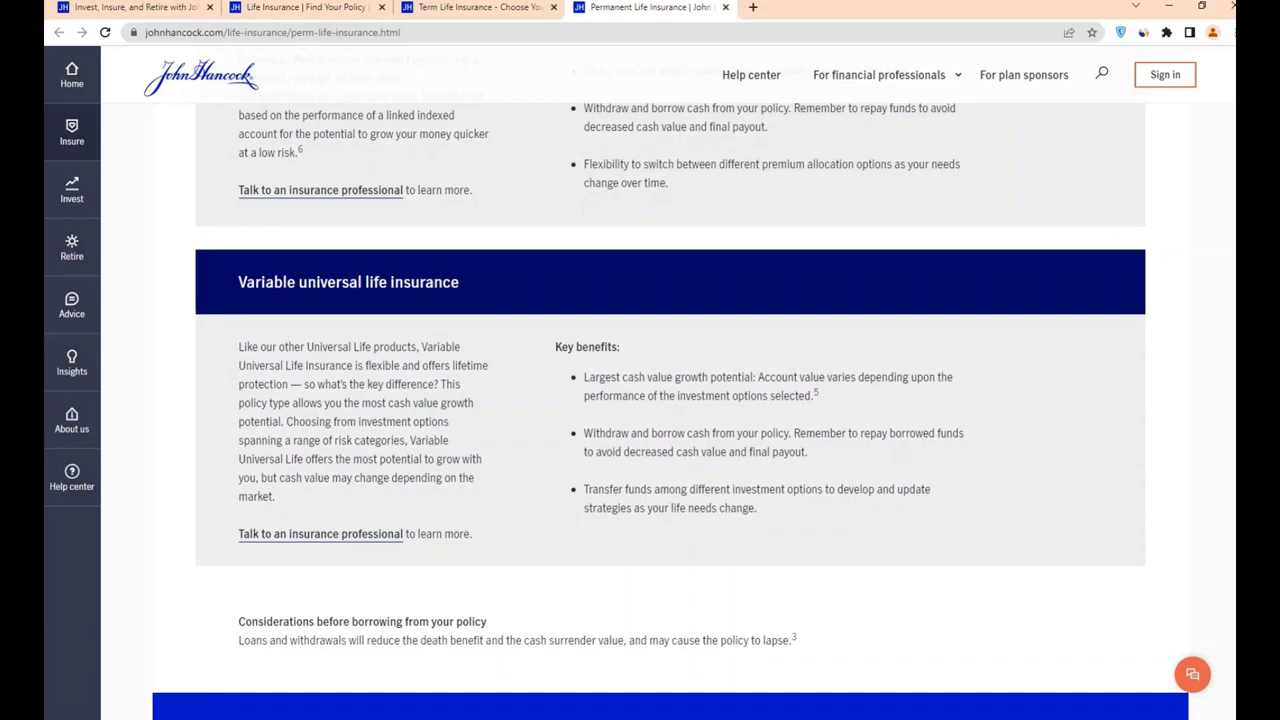 Invest, Insure, and Retire with Jo
Life Insurance | Find Your Policy |
Term Life Insurance - Choose You
Permanent Life Insurance | John
johnhancock.com/life-insurance/perm-life-insurance.html
Home
Insure
Invest
Retire
Advice
Insights
About us
Help center
John Hancock
Help center
For financial professionals
For plan sponsors
Sign in
based on the performance of a linked indexed
account for the potential to grow your money quicker
at a low risk.6
Talk to an insurance professional to learn more.
• Withdraw and borrow cash from your policy. Remember to repay funds to avoid
decreased cash value and final payout.
• Flexibility to switch between different premium allocation options as your needs
change over time.
Variable universal life insurance
Like our other Universal Life products, Variable
Universal Life Insurance is flexible and offers lifetime
protection — so what's the key difference? This
policy type allows you the most cash value growth
potential. Choosing from investment options
spanning a range of risk categories, Variable
Universal Life offers the most potential to grow with
you, but cash value may change depending on the
market.
Talk to an insurance professional to learn more.
Key benefits:
• Largest cash value growth potential: Account value varies depending upon the
performance of the investment options selected.5
• Withdraw and borrow cash from your policy. Remember to repay borrowed funds
to avoid decreased cash value and final payout.
• Transfer funds among different investment options to develop and update
strategies as your life needs change.
Considerations before borrowing from your policy
Loans and withdrawals will reduce the death benefit and the cash surrender value, and may cause the policy to lapse.3